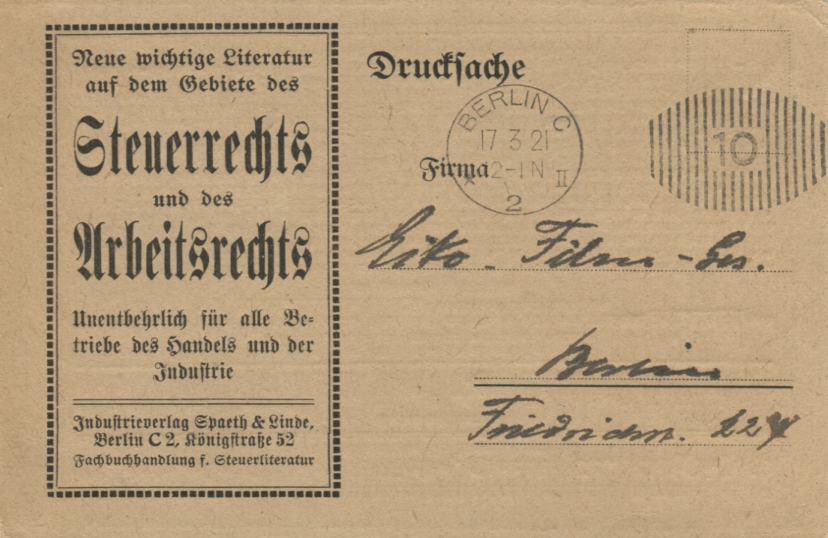 Neue wichtige Literatur
auf dem Gebiete des
Steuerrechts
und des
Arbeitsrechts
Unentbehrlich für alle Be-
triebe des Handels und der
Industrie
Industrieverlag Spaeth & Linde,
Berlin C 2, Königstraße 52
Fachbuchhandlung f. Steuerliteratur
Drucksache
BERLIN C
17 3 21
12-1 N
II
* 2
10
Firma
Eiko-Film-Ges.
Berlin
Friedrichstr. 224